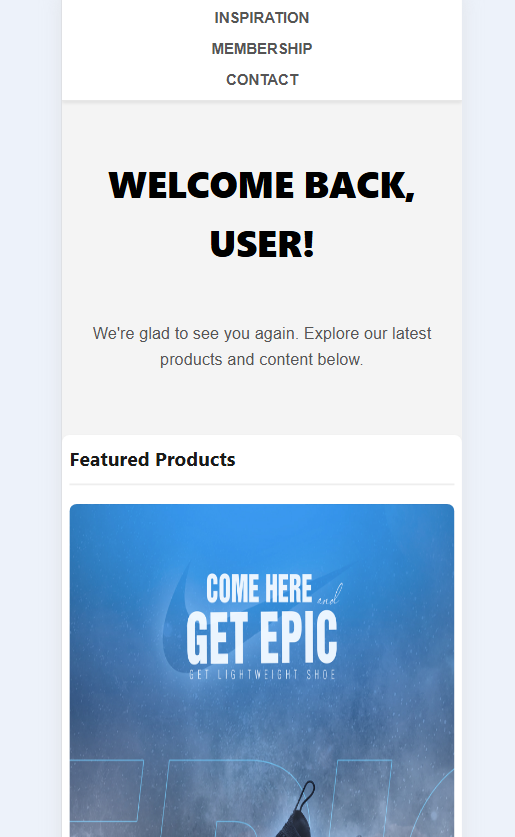 INSPIRATION
MEMBERSHIP
CONTACT
WELCOME BACK,
USER!
We're glad to see you again. Explore our latest
products and content below.
Featured Products
COME HERE and
GET EPIC
GET LIGHTWEIGHT SHOE
EPIC